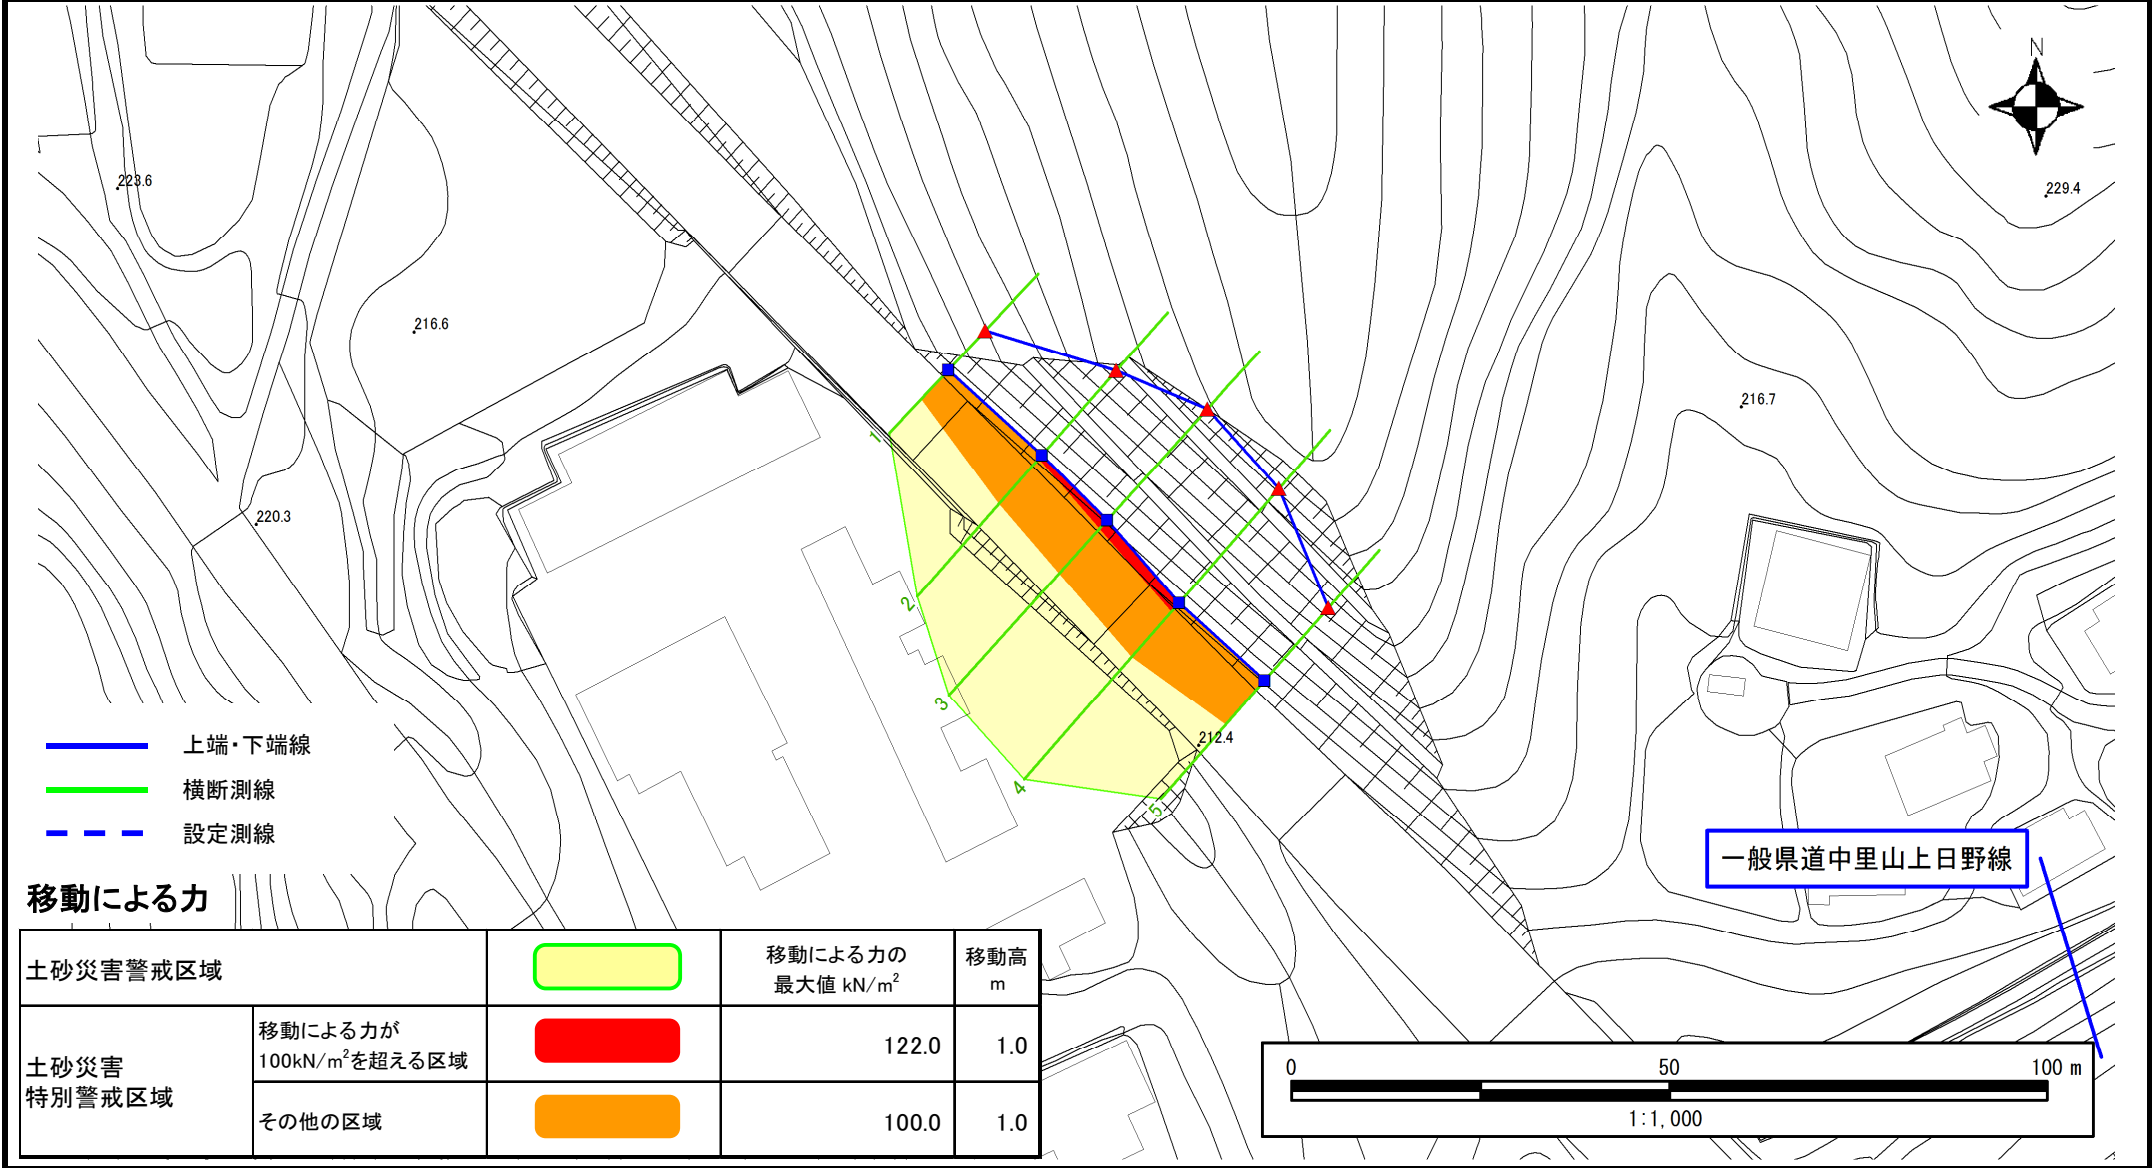 N
223.6
229.4
216.6
216.7
220.3
1
2
3
4
5
212.4
上端・下端線
横断測線
設定測線
一般県道中里山上日野線
移動による力
土砂災害警戒区域
移動による力の
最大値 kN/m²
移動高
m
土砂災害
特別警戒区域
移動による力が
100kN/m²を超える区域
122.0
1.0
その他の区域
100.0
1.0
0
50
100 m
1:1,000